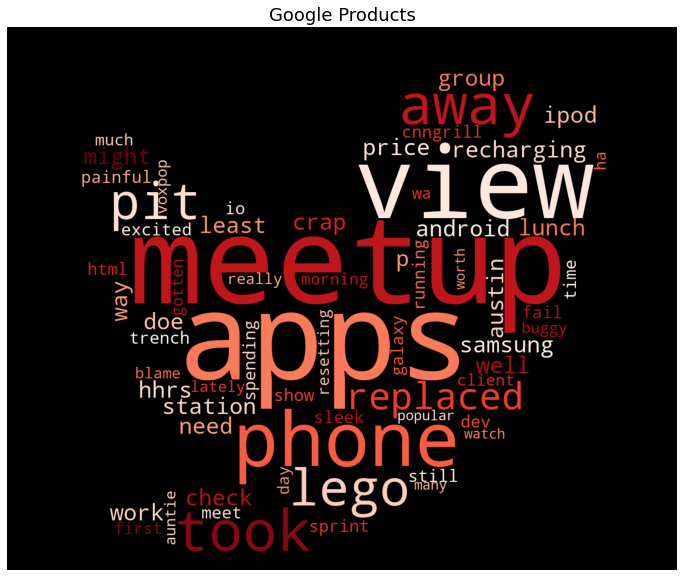 Google Products
group
away
ipod
cnngrill
much
price
recharging
might
ha
painful
voxpop
view
wa
pit
io
least
crap
android
lunch
excited
meetup
p
running
worth
austin
time
html
gotten
really
morning
way
doe
apps
galaxy
fail
trench
spending
resetting
samsung
buggy
blame
well
hhrs
lately
show
replaced
client
station
sleek
popular
need
phone
dev
watch
day
lego
still
many
work
auntie
check
meet
took
sprint
first